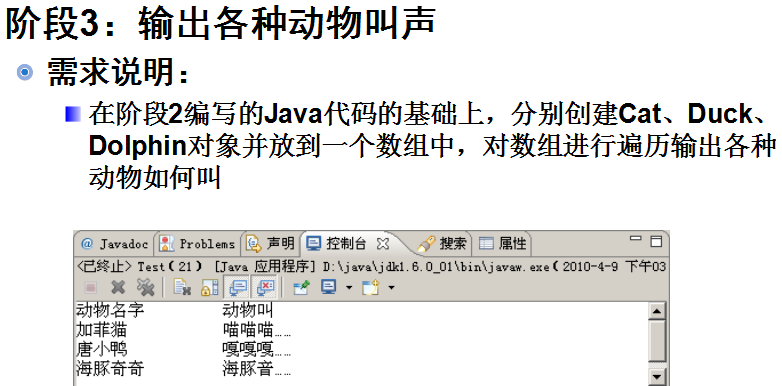 阶段3：输出各种动物叫声
需求说明：
在阶段2编写的Java代码的基础上，分别创建Cat、Duck、
Dolphin对象并放到一个数组中，对数组进行遍历输出各种
动物如何叫
@ Javadoc Problems 声明 控制台 搜索 属性
<已终止> Test（21） [Java 应用程序] D:\java\jdk1.6.0_01\bin\javaw.exe（2010-4-9 下午03
动物名字 动物叫
加菲猫 喵喵喵……
唐小鸭 嘎嘎嘎……
海豚奇奇 海豚音……